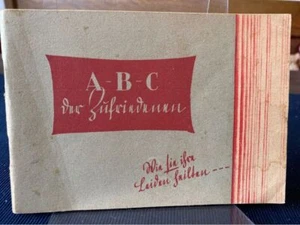 A-B-C
der Zufriedenen
Wie sie ihre
Leiden heilten ---